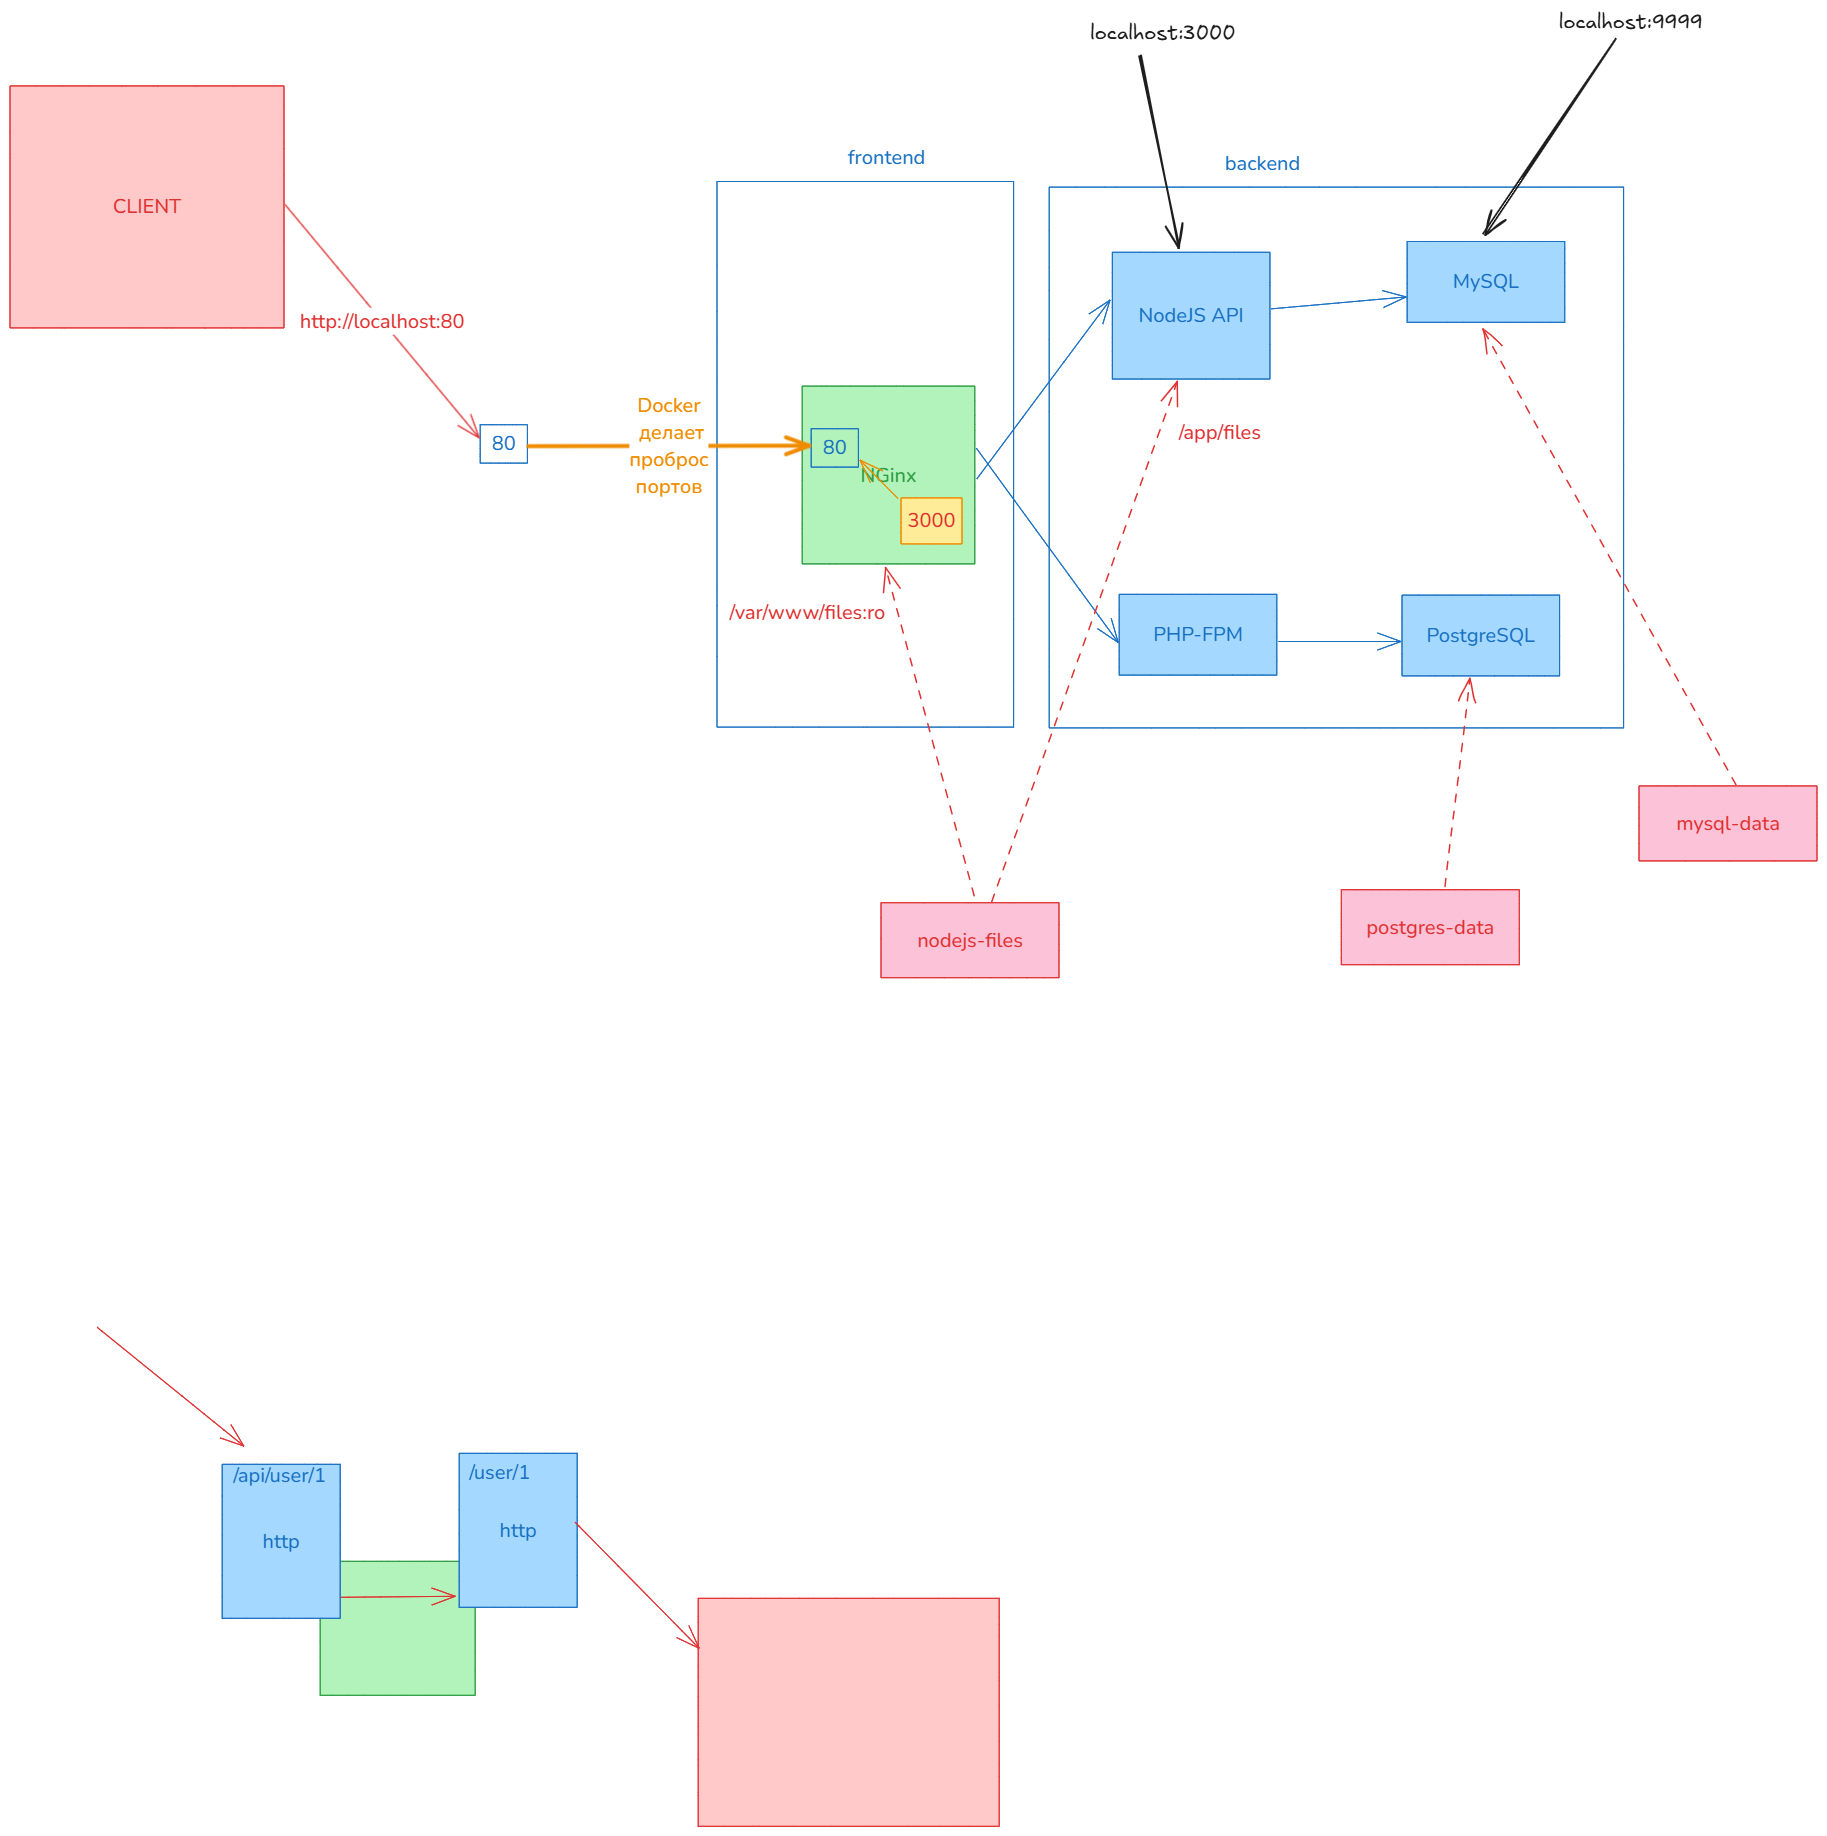 localhost:3000
localhost:9999
frontend
backend
CLIENT
http://localhost:80
80
Docker
делает
проброс
портов
80
NGinx
3000
/var/www/files:ro
NodeJS API
MySQL
/app/files
PHP-FPM
PostgreSQL
mysql-data
postgres-data
nodejs-files
/api/user/1
http
/user/1
http